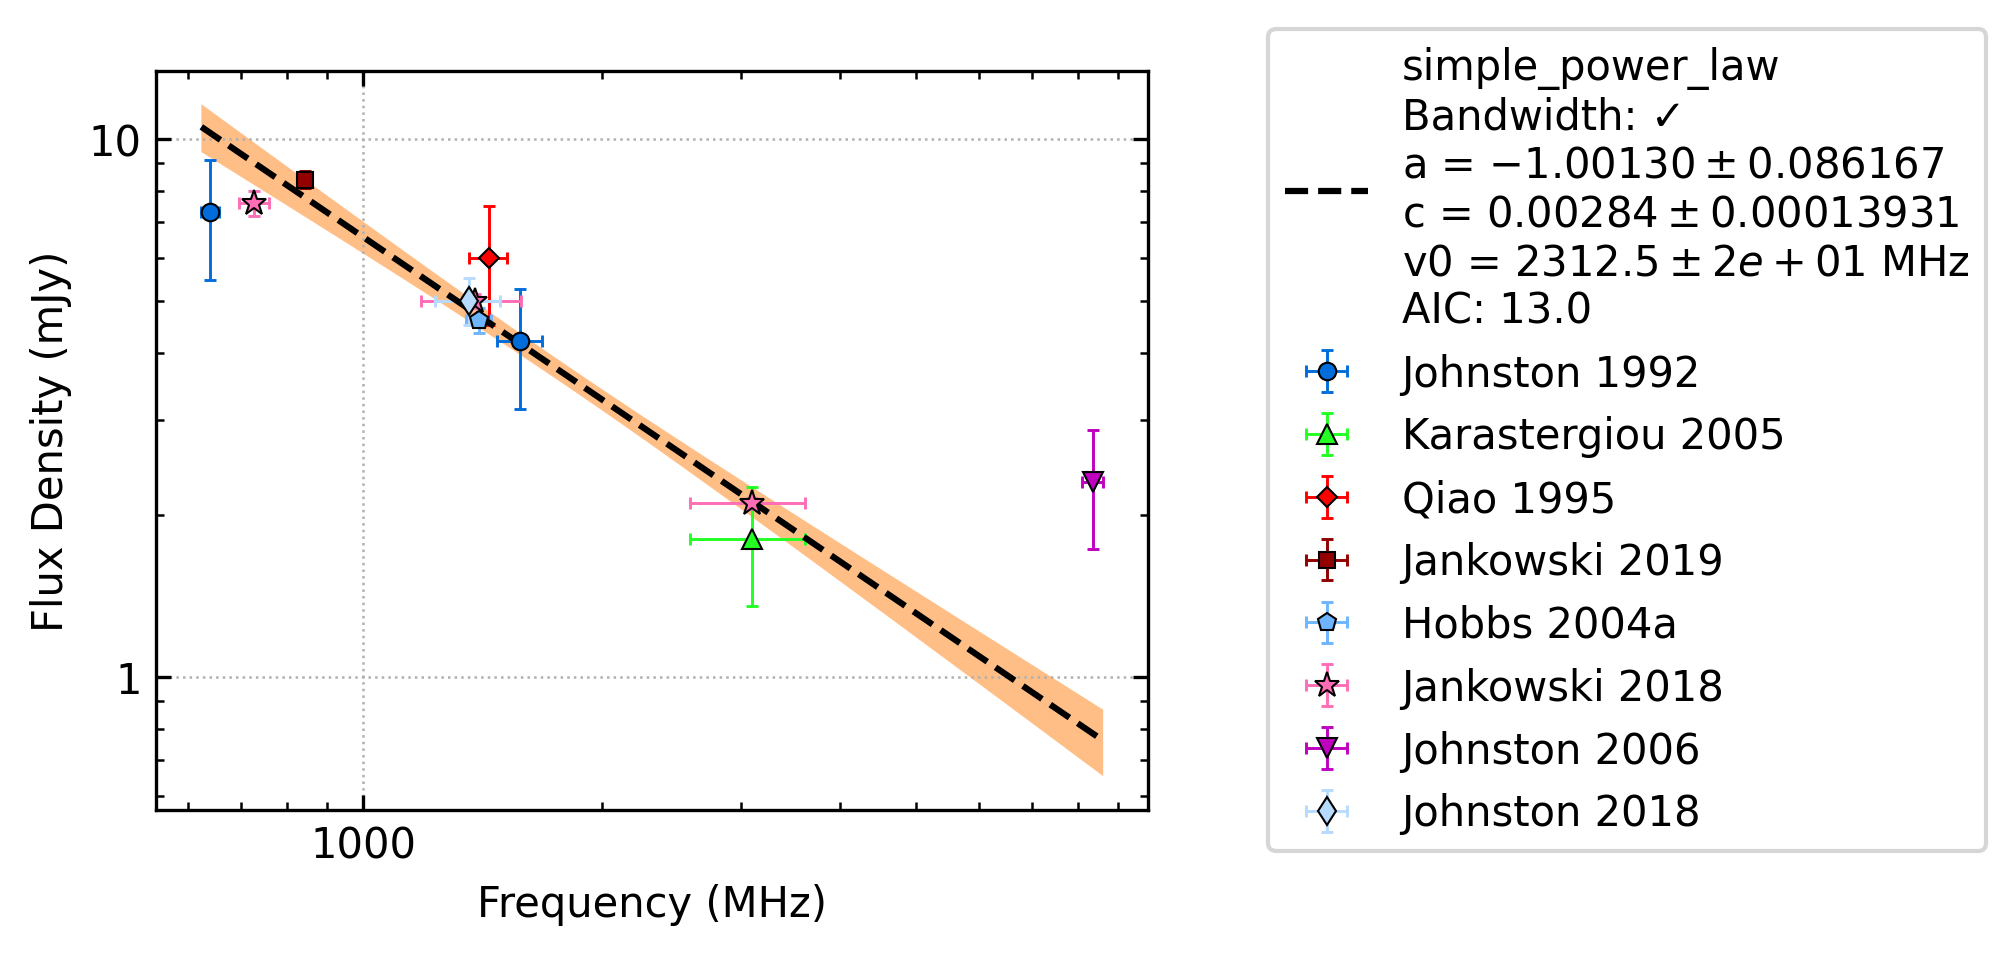 10
1
Flux Density (mJy)
1000
Frequency (MHz)
simple_power_law
Bandwidth: ✓
a = −1.00130 ± 0.086167
c = 0.00284 ± 0.00013931
v0 = 2312.5 ± 2e + 01 MHz
AIC: 13.0
Johnston 1992
Karastergiou 2005
Qiao 1995
Jankowski 2019
Hobbs 2004a
Jankowski 2018
Johnston 2006
Johnston 2018